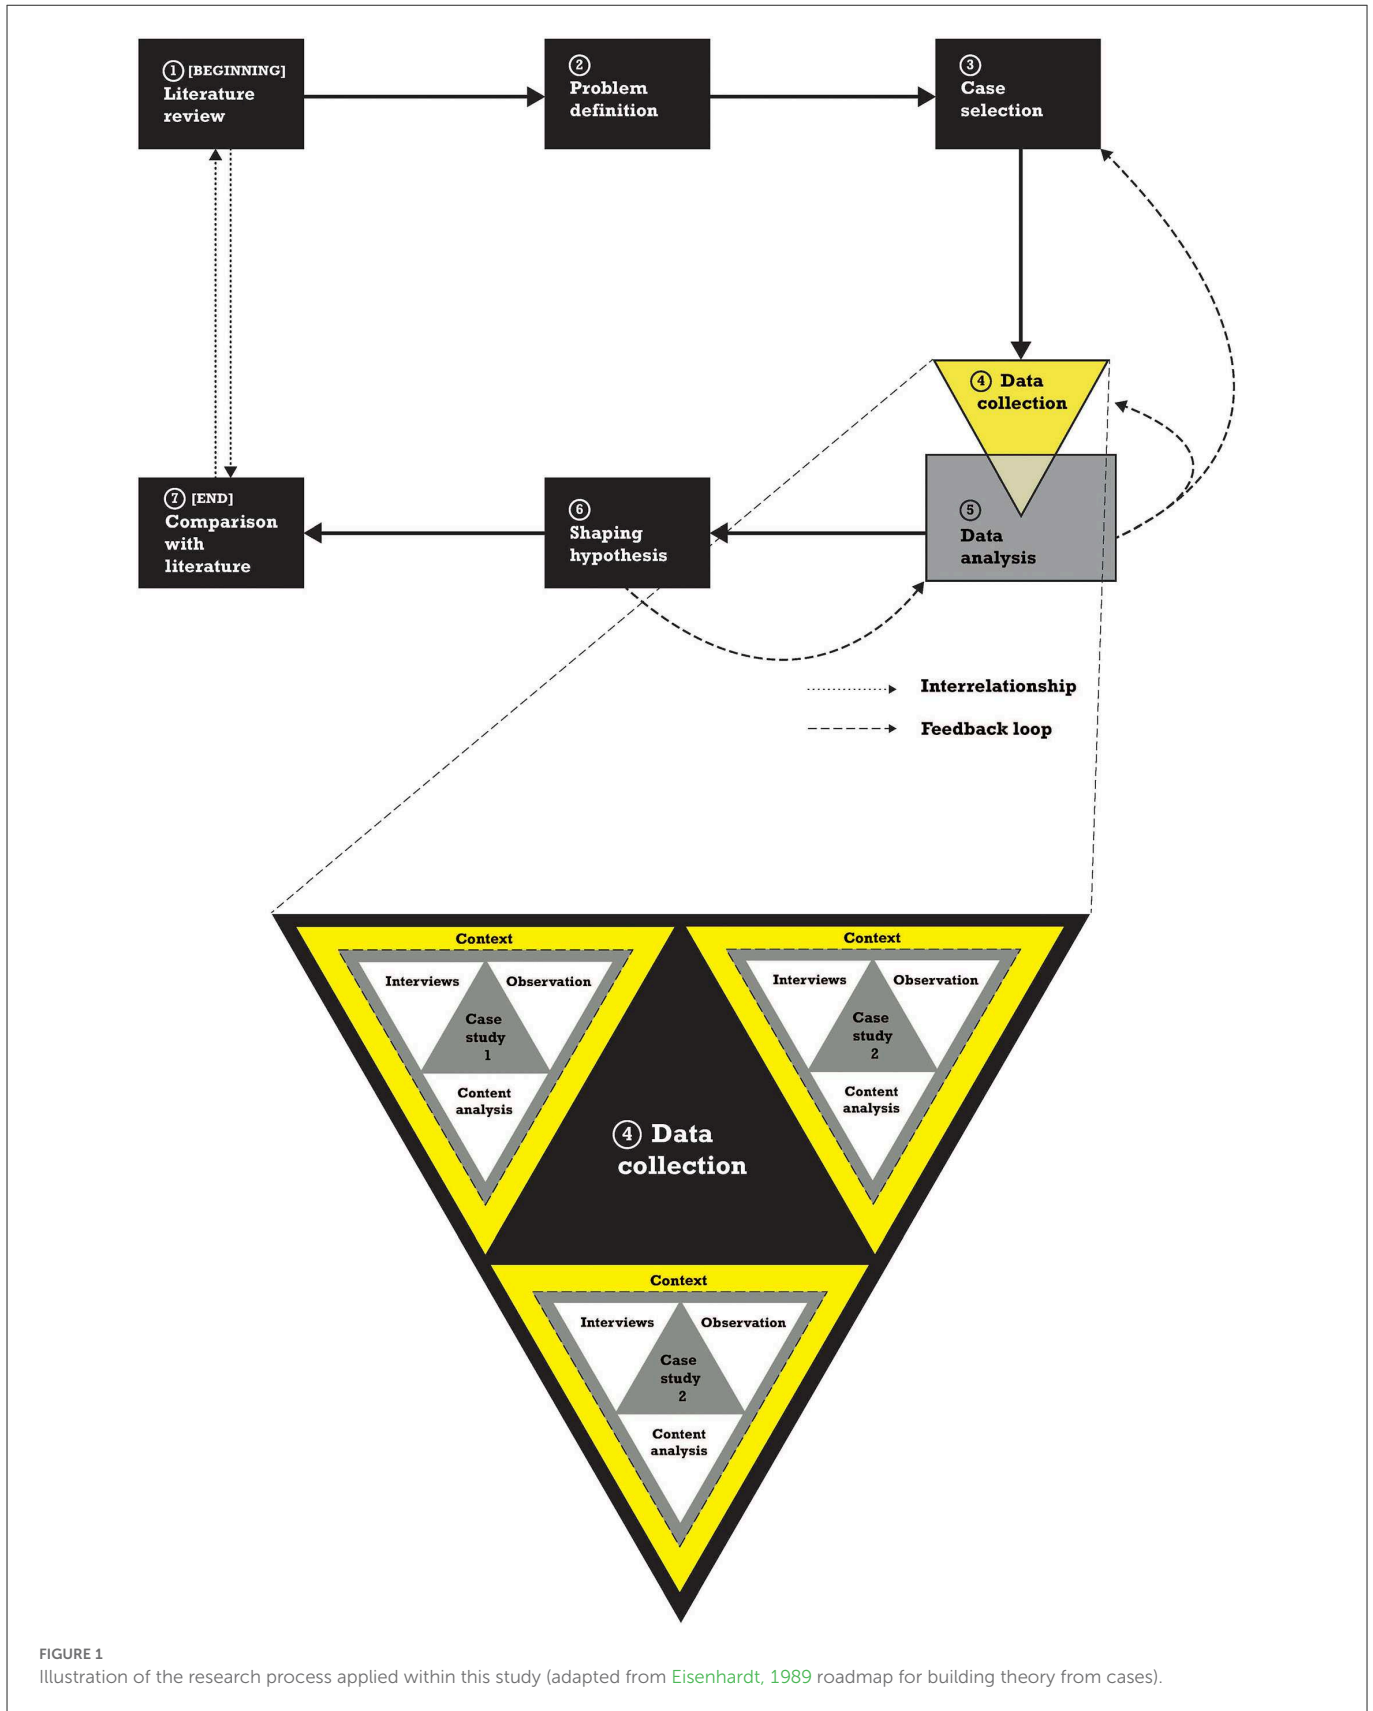 ① [BEGINNING]
Literature
review
②
Problem
definition
③
Case
selection
④ Data
collection
⑤
Data
analysis
⑥
Shaping
hypothesis
⑦ [END]
Comparison
with
literature
Interrelationship
Feedback loop
Context
Interviews
Observation
Case
study
1
Content
analysis
Context
Interviews
Observation
Case
study
2
Content
analysis
④ Data
collection
Context
Interviews
Observation
Case
study
2
Content
analysis
FIGURE 1
Illustration of the research process applied within this study (adapted from Eisenhardt, 1989 roadmap for building theory from cases).